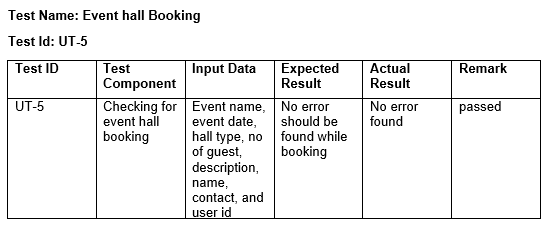 Test Name: Event hall Booking
Test Id: UT-5
Test ID
Test Component
Input Data
Expected Result
Actual Result
Remark
UT-5
Checking for
event hall
booking
Event name,
event date,
hall type, no
of guest,
description,
name,
contact, and
user id
No error
should be
found while
booking
No error
found
passed